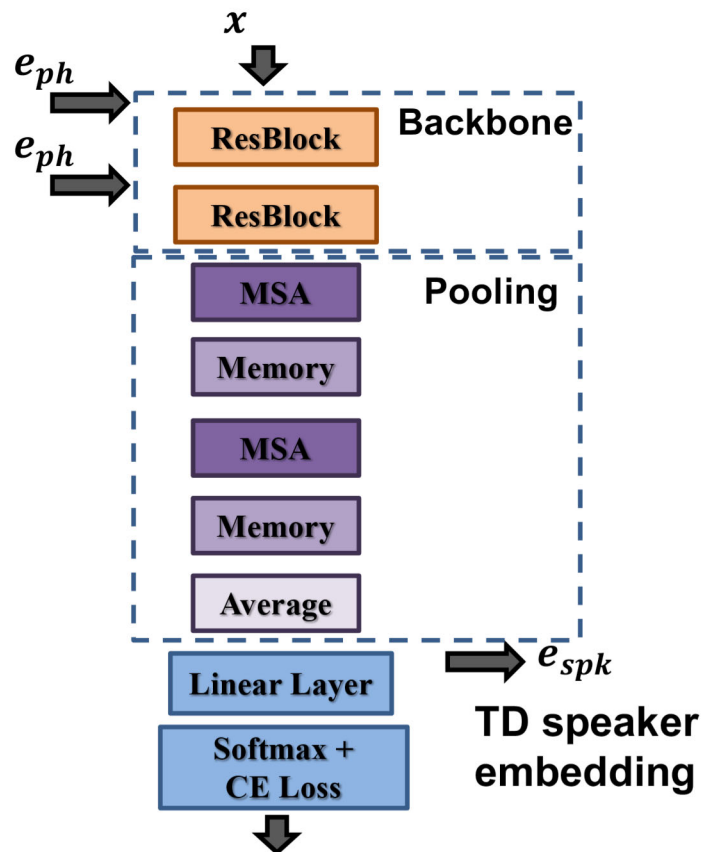 x
e_ph
Backbone
ResBlock
e_ph
ResBlock
Pooling
MSA
Memory
MSA
Memory
Average
e_spk
Linear Layer
TD speaker
embedding
Softmax +
CE Loss